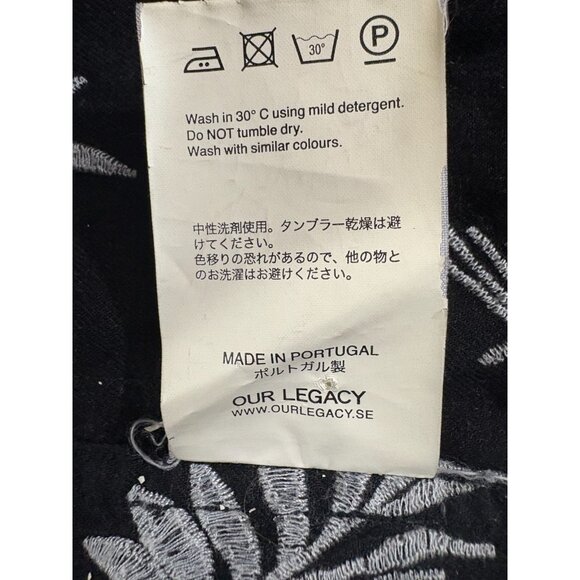 30°
P
Wash in 30° C using mild detergent.
Do NOT tumble dry.
Wash with similar colours.
中性洗剤使用。タンブラー乾燥は避
けてください。
色移りの恐れがあるので、他の物と
のお洗濯はお避けください。
MADE IN PORTUGAL
ポルトガル製
OUR LEGACY
WWW.OURLEGACY.SE